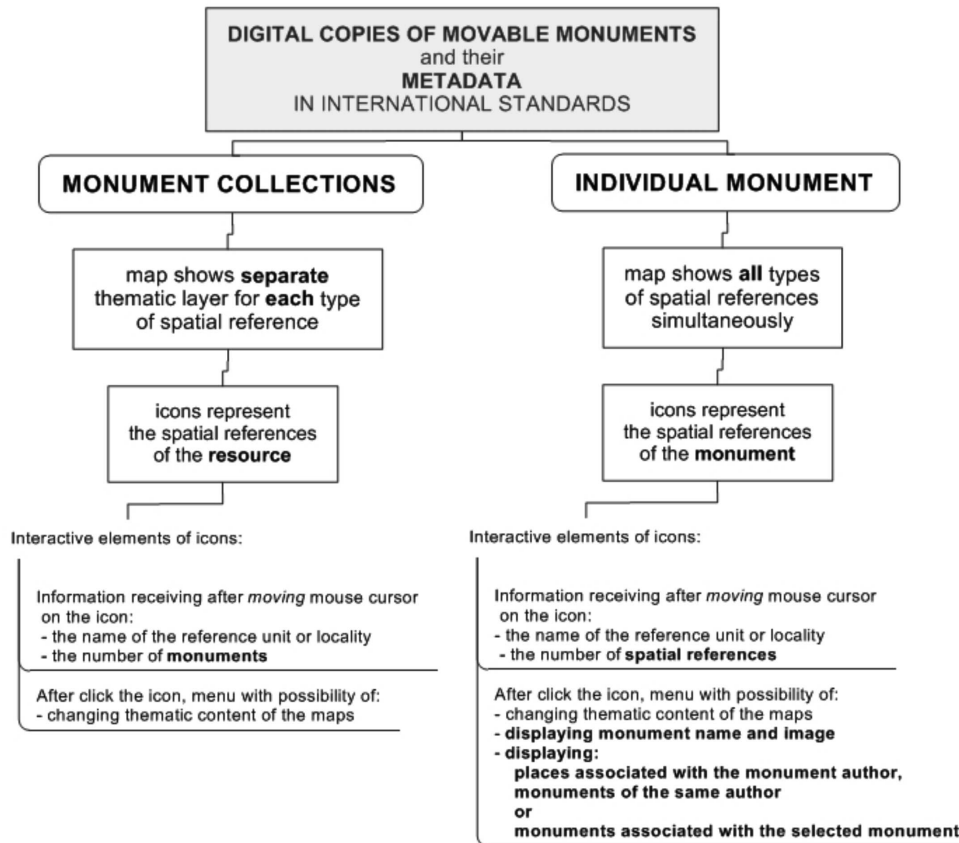 DIGITAL COPIES OF MOVABLE MONUMENTS
and their
METADATA
IN INTERNATIONAL STANDARDS
MONUMENT COLLECTIONS
map shows separate
thematic layer for each type
of spatial reference
icons represent
the spatial references
of the resource
Interactive elements of icons:
Information receiving after moving mouse cursor
on the icon:
- the name of the reference unit or locality
- the number of monuments
After click the icon, menu with possibility of:
- changing thematic content of the maps
INDIVIDUAL MONUMENT
map shows all types
of spatial references
simultaneously
icons represent
the spatial references
of the monument
Interactive elements of icons:
Information receiving after moving mouse cursor
on the icon:
- the name of the reference unit or locality
- the number of spatial references
After click the icon, menu with possibility of:
- changing thematic content of the maps
- displaying monument name and image
- displaying:
places associated with the monument author,
monuments of the same author
or
monuments associated with the selected monument